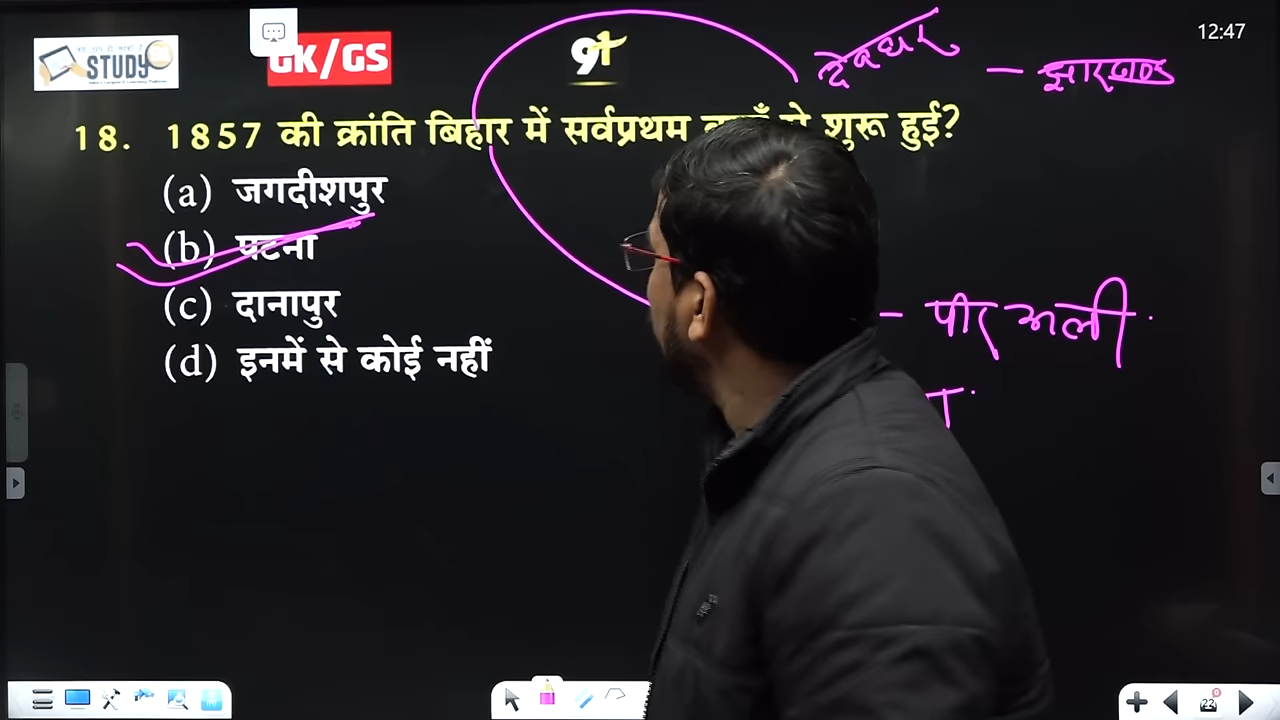 12:47
STUDY
GK/GS
देवघर - झारखण्ड
18. 1857 की क्रांति बिहार में सर्वप्रथम शुरू हुई?
(a) जगदीशपुर
(b) पटना
(c) दानापुर
- पीर अली
(d) इनमें से कोई नहीं
22